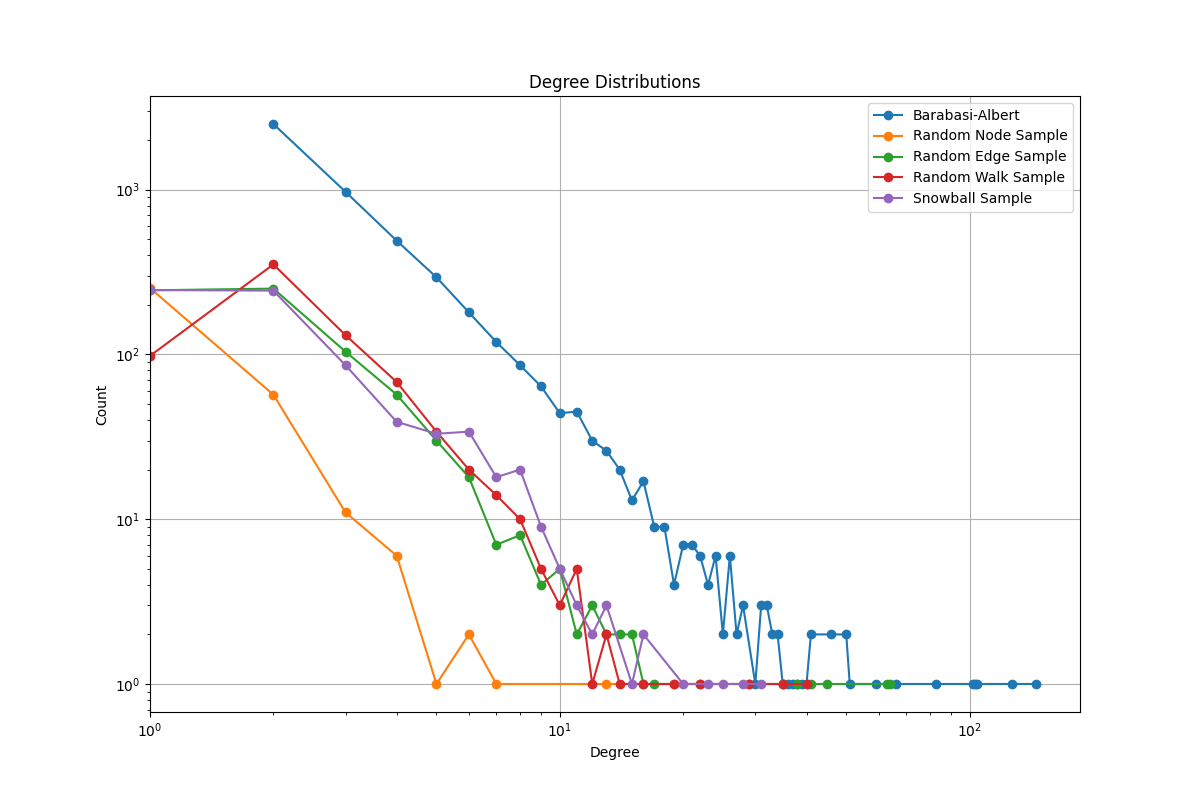 Degree Distributions
Barabasi-Albert
Random Node Sample
Random Edge Sample
Random Walk Sample
Snowball Sample
Count
10³
10²
10¹
10⁰
10⁰ 10¹ 10²
Degree